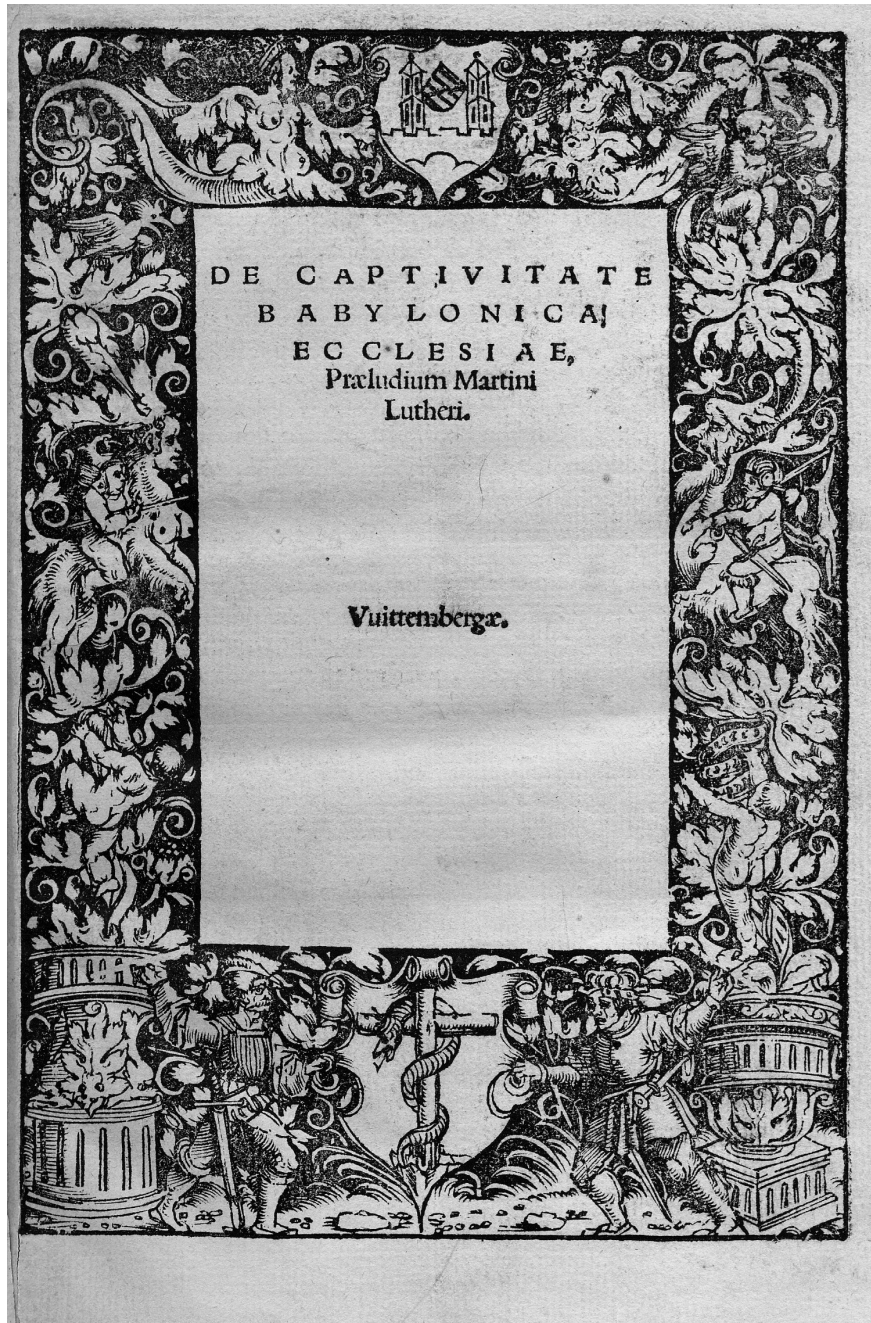 DE CAPTIVITATE
BABYLONICA
ECCLESIAE,
Præludium Martini
Lutheri.
Vuittembergæ.